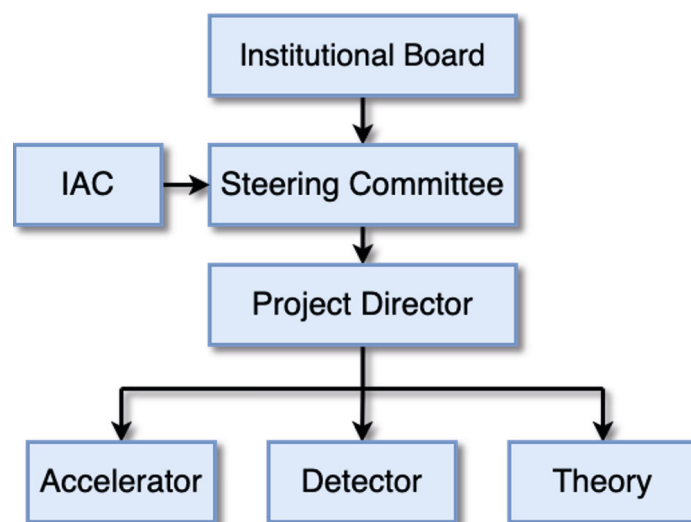 Institutional Board
IAC
Steering Committee
Project Director
Accelerator
Detector
Theory